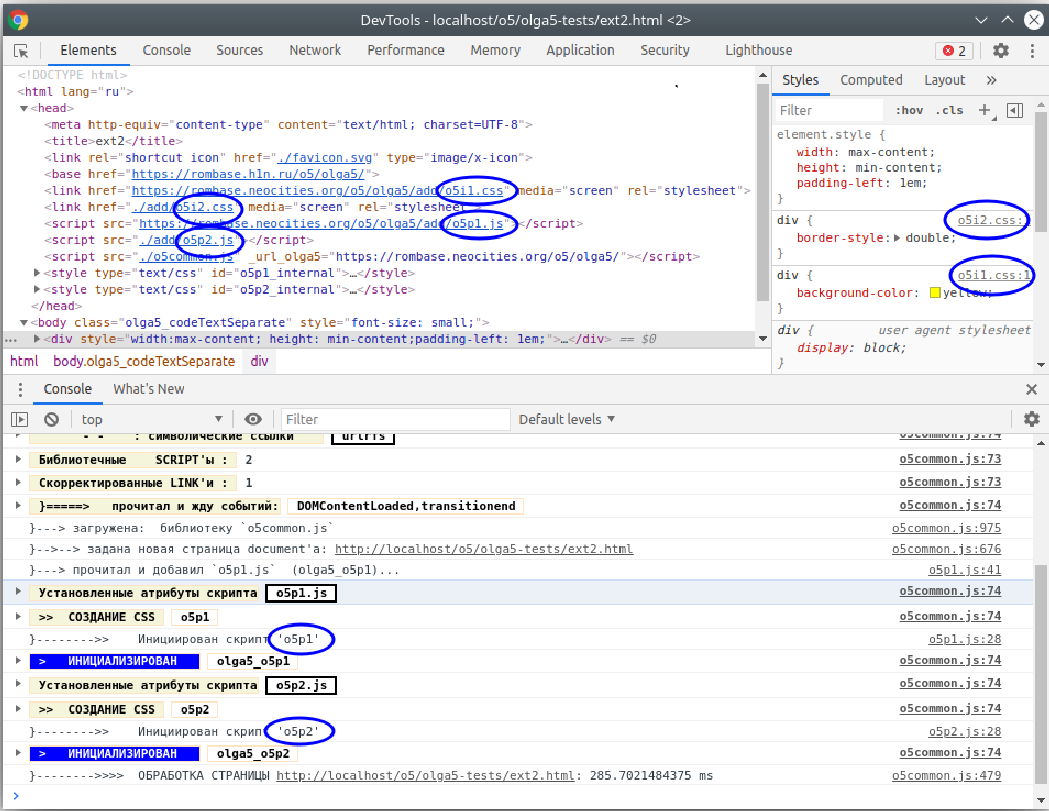 DevTools - localhost/o5/olga5-tests/ext2.html <2>
Elements Console Sources Network Performance Memory Application Security Lighthouse 2
<!DOCTYPE html>
<html lang="ru">
<head>
<meta http-equiv="content-type" content="text/html; charset=UTF-8">
<title>ext2</title>
<link rel="shortcut icon" href="./favicon.svg" type="image/x-icon">
<base href="https://rombase.h1n.ru/o5/olga5/">
<link href="https://rombase.neocities.org/o5/olga5/add/o5i1.css" media="screen" rel="stylesheet">
<link href="./add/o5i2.css" media="screen" rel="stylesheet">
<script src="https://rombase.neocities.org/o5/olga5/add/o5p1.js"></script>
<script src="./add/o5p2.js"></script>
<script src="./o5common.js" _url_olga5="https://rombase.neocities.org/o5/olga5/"></script>
<style type="text/css" id="o5p1_internal">…</style>
<style type="text/css" id="o5p2_internal">…</style>
</head>
<body class="olga5_codeTextSeparate" style="font-size: small;">
<div style="width:max-content; height: min-content;padding-left: 1em;">…</div> == $0
html body.olga5_codeTextSeparate div
Styles Computed Layout »
Filter :hov .cls +
element.style {
width: max-content;
height: min-content;
padding-left: 1em;
}
div { o5i2.css:
border-style: double;
}
div { o5i1.css:1
background-color: yellow;
}
div { user agent stylesheet
display: block;
}
Console What's New
top Filter Default levels
- - : символические ссылки urlrfs o5common.js:74
Библиотечные SCRIPT'ы : 2 o5common.js:73
Скорректированные LINK'и : 1 o5common.js:73
}=====> прочитал и жду событий: DOMContentLoaded,transitionend o5common.js:74
}---> загружена: библиотеку `o5common.js` o5common.js:975
}-->--> задана новая страница document'а: http://localhost/o5/olga5-tests/ext2.html o5common.js:676
}---> прочитал и добавил `o5p1.js` (olga5_o5p1)... o5p1.js:41
Установленные атрибуты скрипта o5p1.js o5common.js:74
>> СОЗДАНИЕ CSS o5p1 o5common.js:74
}-------->> Инициирован скрипт 'o5p1' o5p1.js:28
> ИНИЦИАЛИЗИРОВАН olga5_o5p1 o5common.js:74
Установленные атрибуты скрипта o5p2.js o5common.js:74
>> СОЗДАНИЕ CSS o5p2 o5common.js:74
}-------->> Инициирован скрипт 'o5p2' o5p2.js:28
> ИНИЦИАЛИЗИРОВАН olga5_o5p2 o5common.js:74
}-------->>>> ОБРАБОТКА СТРАНИЦЫ http://localhost/o5/olga5-tests/ext2.html: 285.7021484375 ms o5common.js:479
>